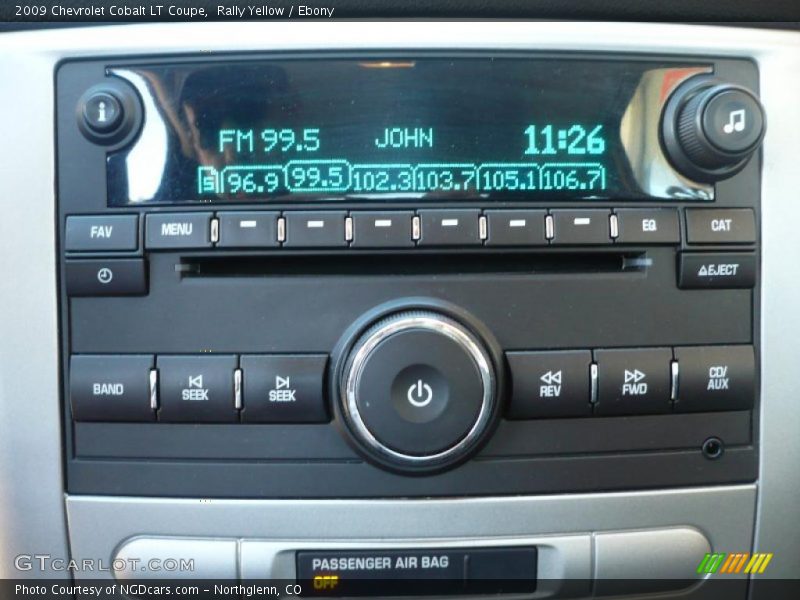 2009 Chevrolet Cobalt LT Coupe, Rally Yellow / Ebony
i
FM 99.5 JOHN 11:26
96.9 99.5 102.3 103.7 105.1 106.7
FAV MENU EQ CAT
EJECT
BAND SEEK SEEK REV FWD CD/AUX
PASSENGER AIR BAG
OFF
GTCarlot.com
Photo Courtesy of NGDcars.com - Northglenn, CO